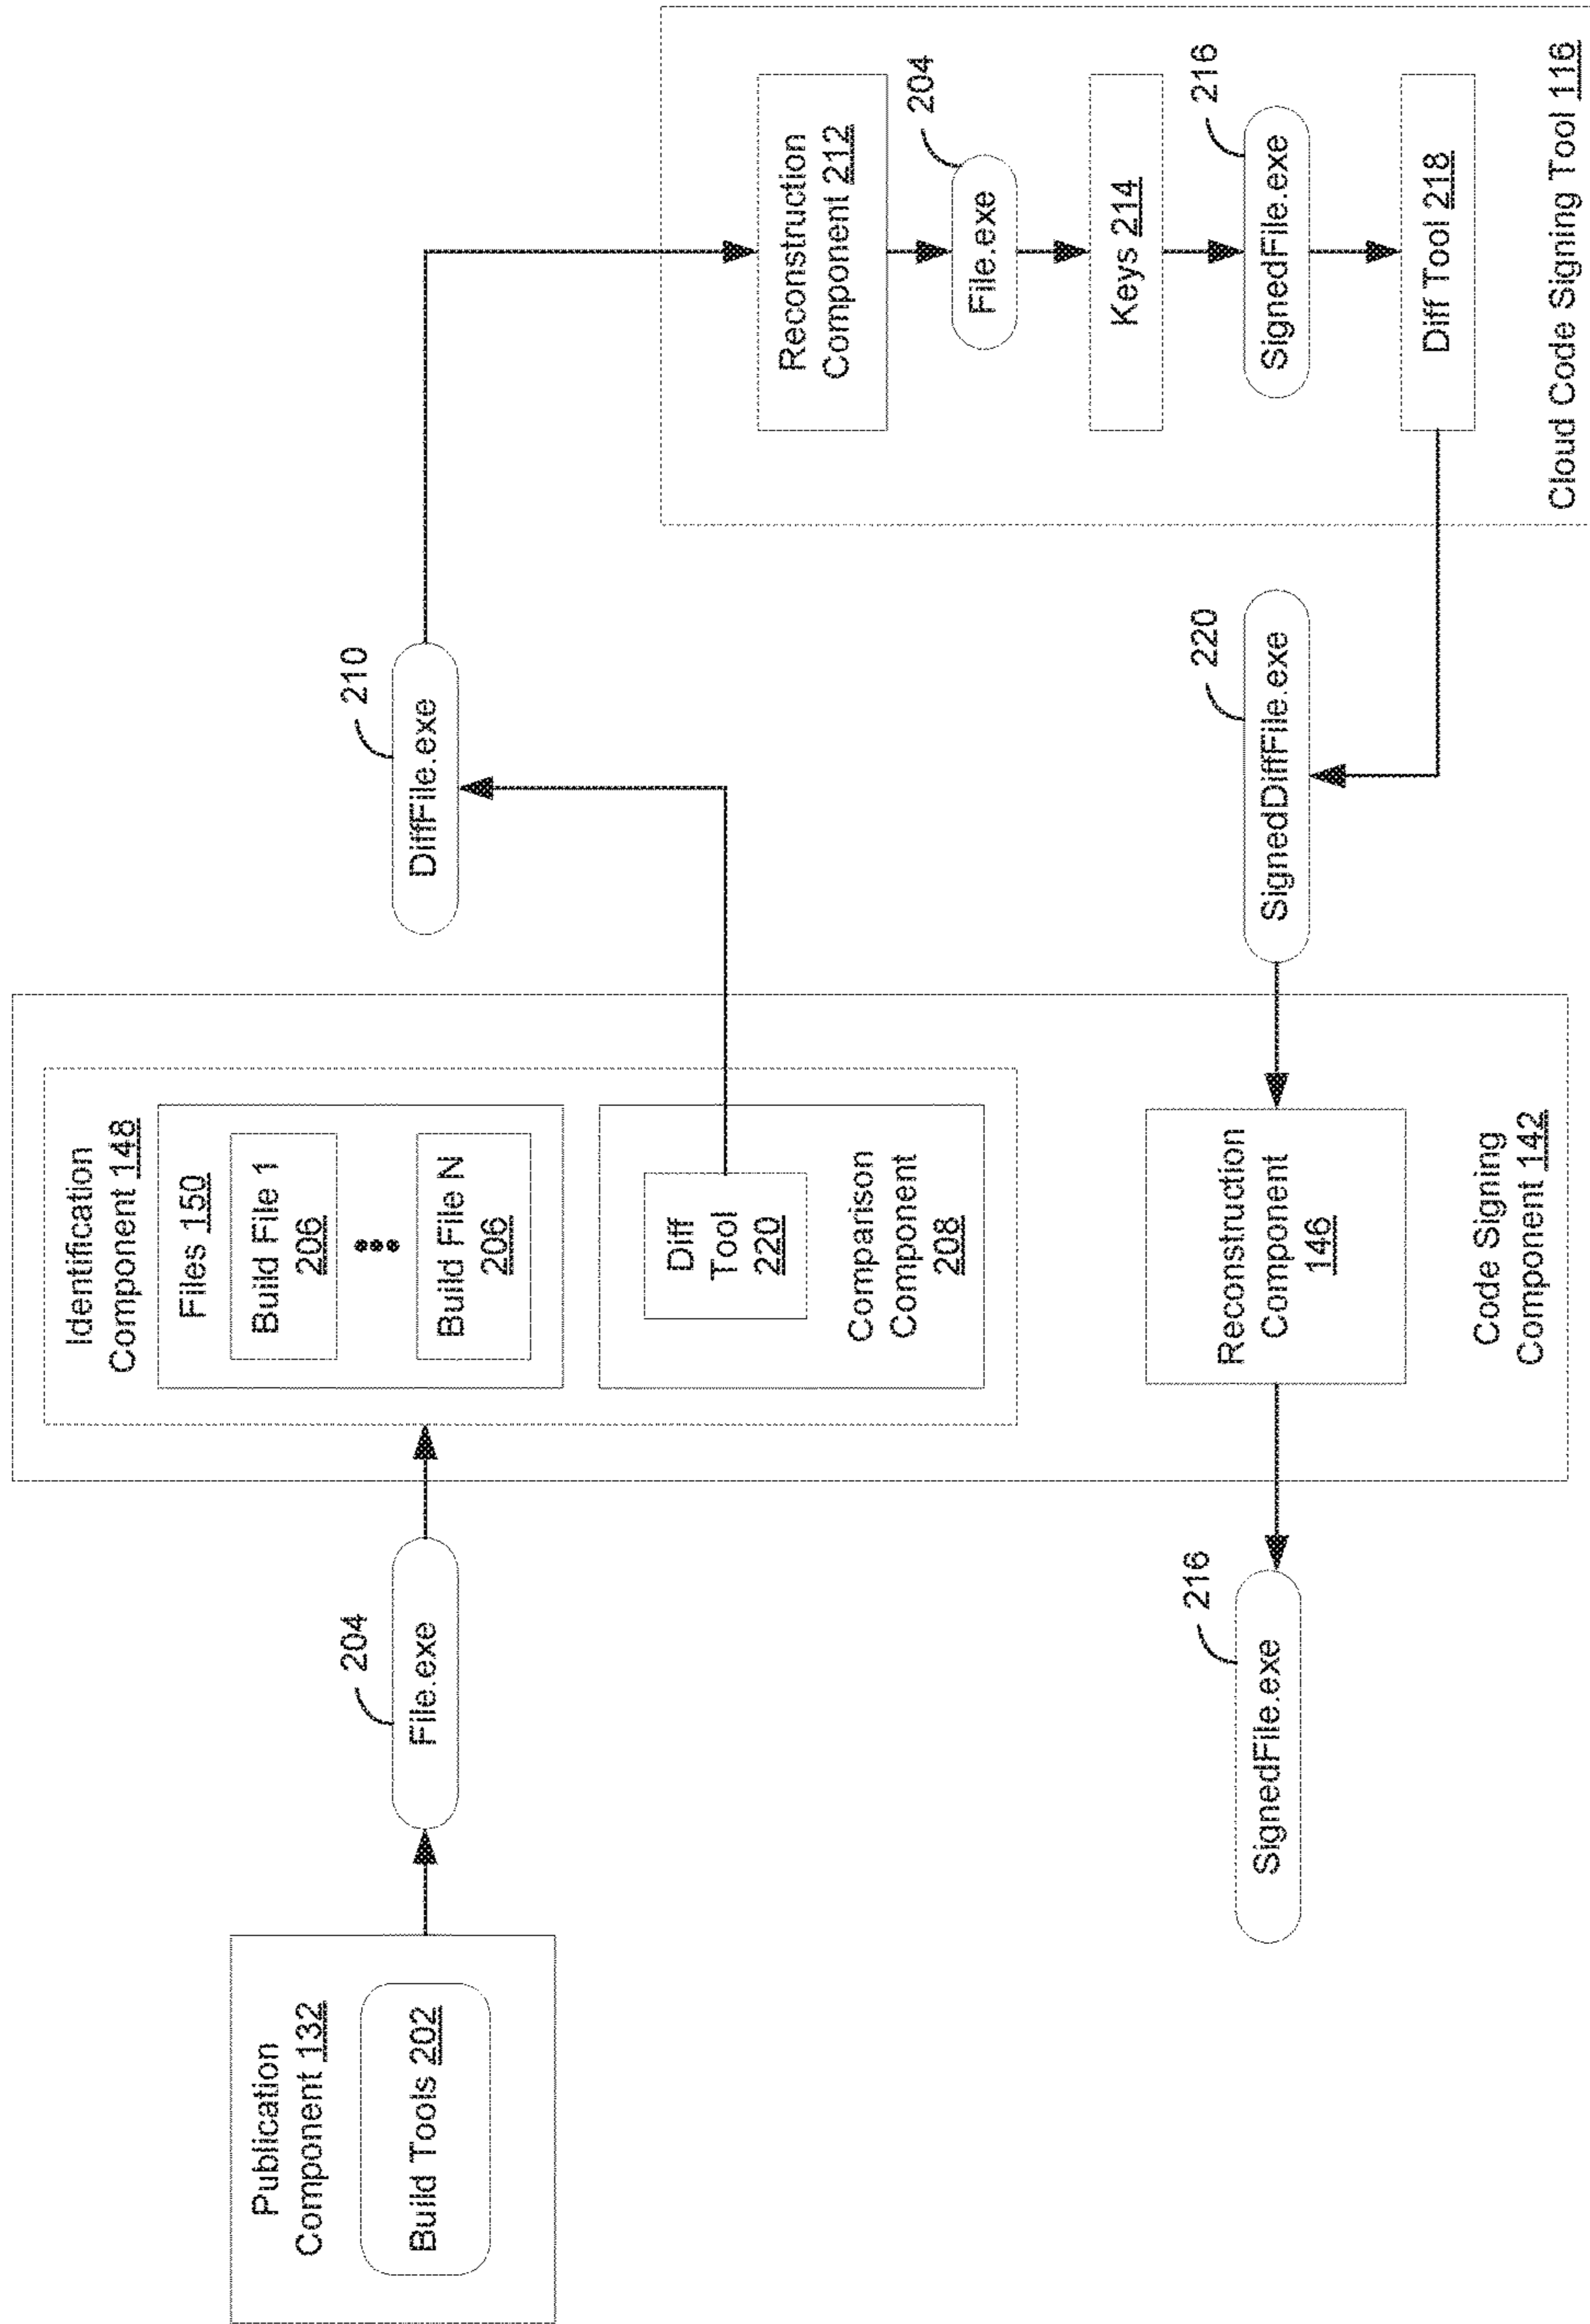 Publication
Component 132
Build Tools 202
204
File.exe
Identification
Component 148
Files 150
Build File 1
206
•••
Build File N
206
Diff
Tool
220
Comparison
Component
208
210
DiffFile.exe
Reconstruction
Component 212
204
File.exe
Keys 214
216
SignedFile.exe
Diff Tool 218
Cloud Code Signing Tool 116
220
SignedDiffFile.exe
Reconstruction
Component
146
Code Signing
Component 142
216
SignedFile.exe